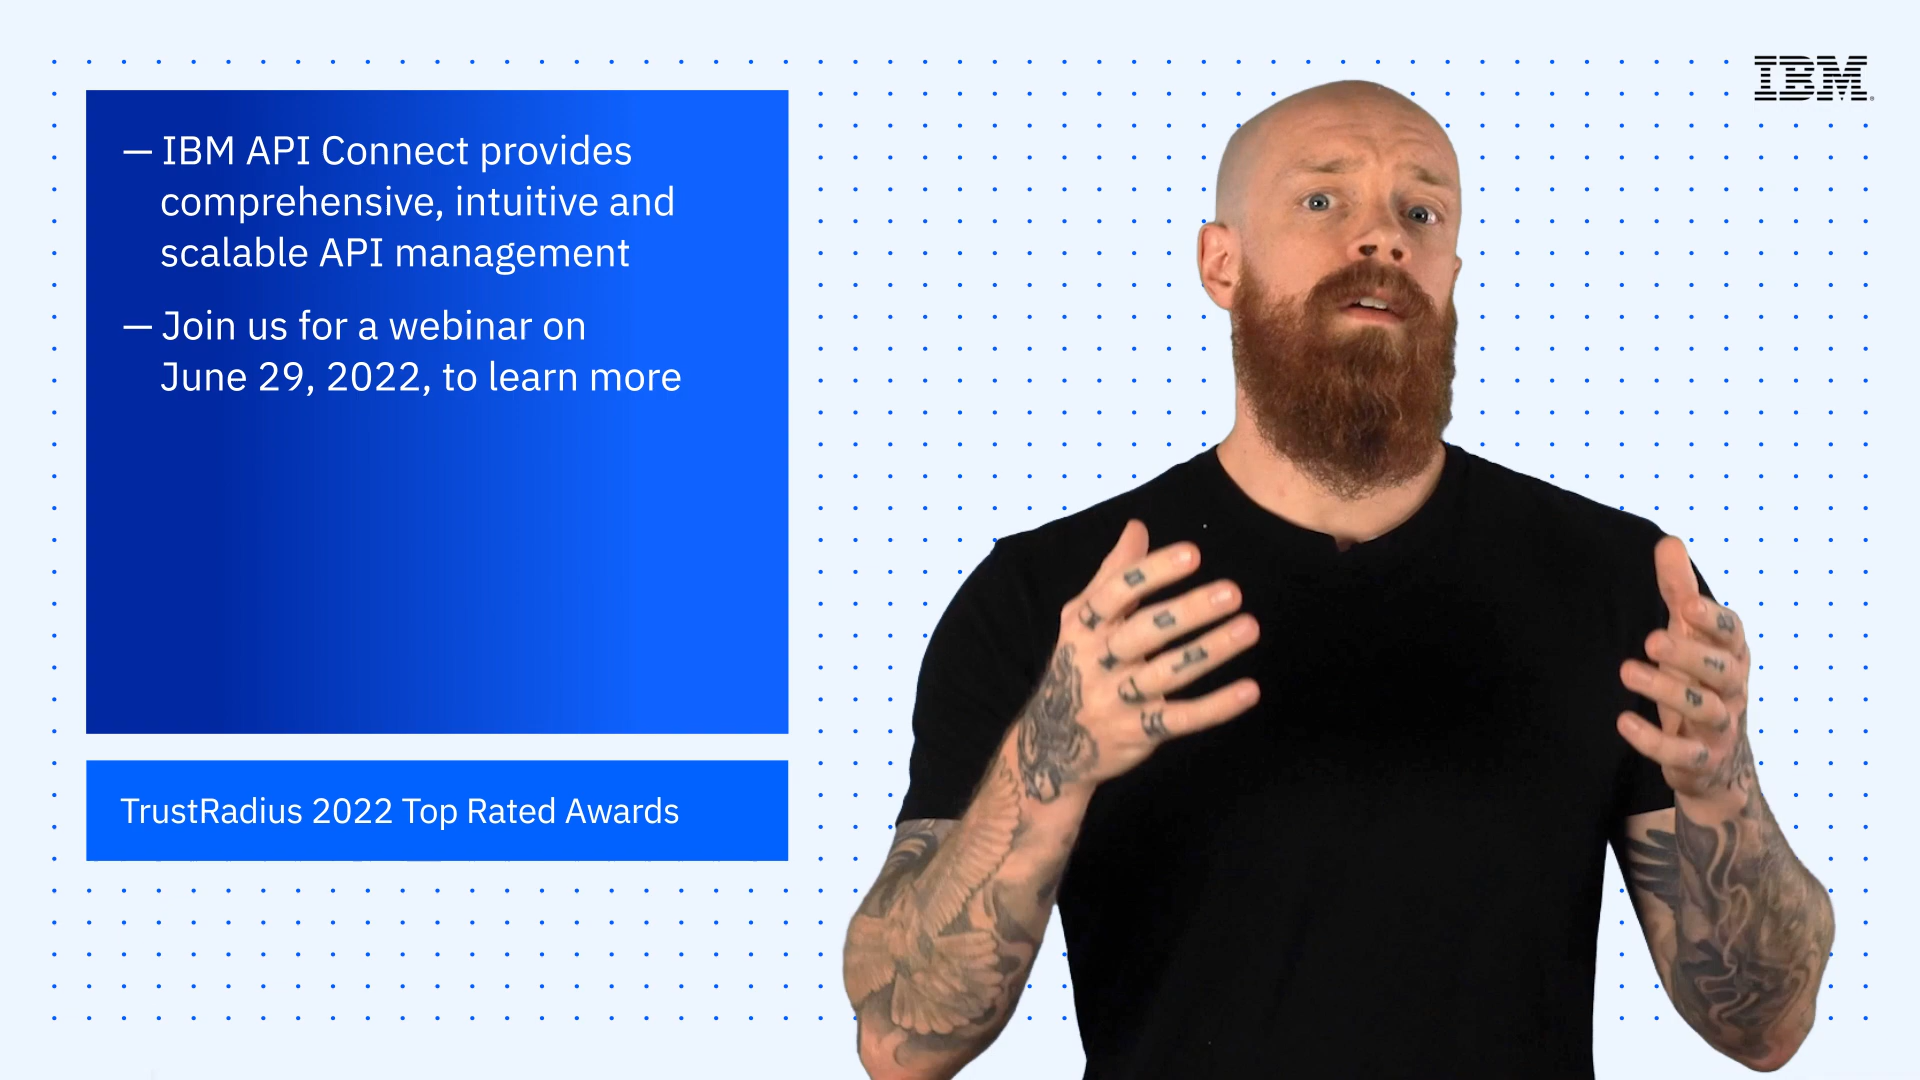 IBM
— IBM API Connect provides
comprehensive, intuitive and
scalable API management
— Join us for a webinar on
June 29, 2022, to learn more
TrustRadius 2022 Top Rated Awards